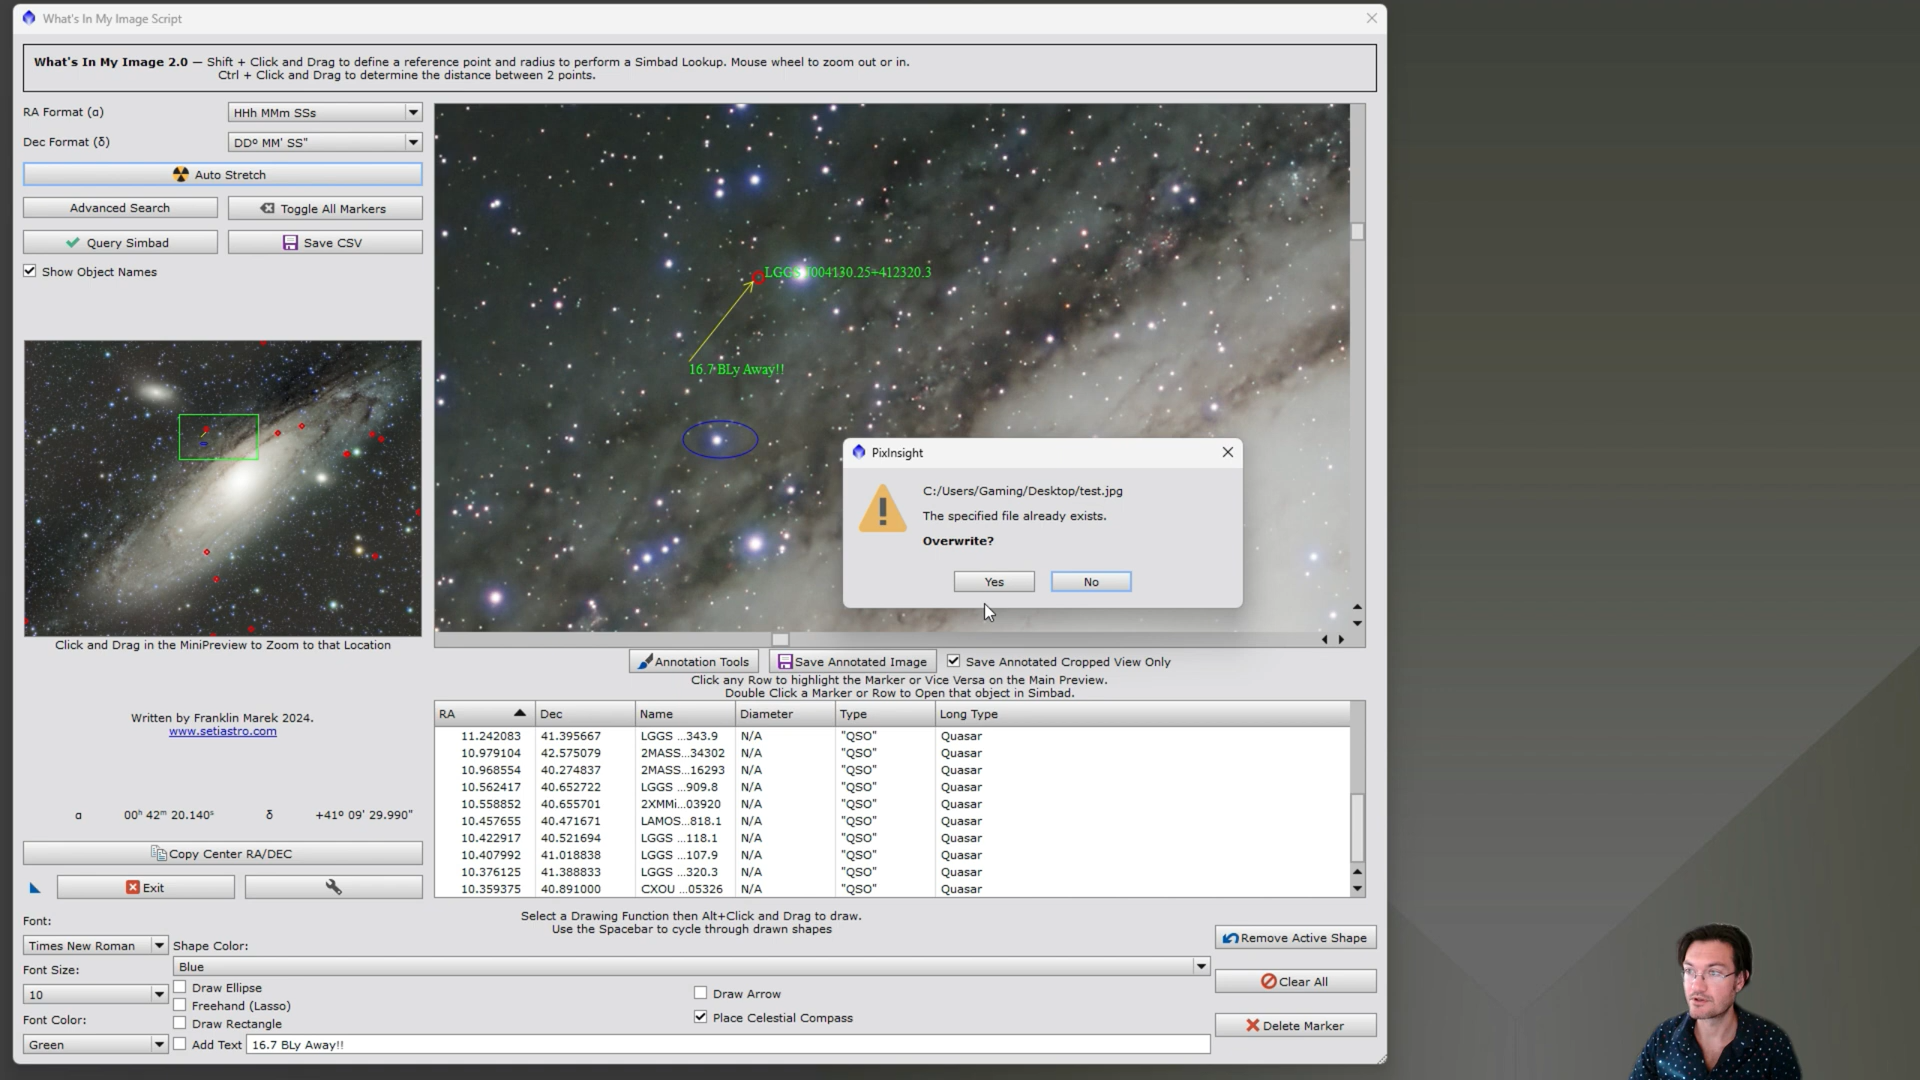 What's In My Image Script
What's In My Image 2.0 — Shift + Click and Drag to define a reference point and radius to perform a Simbad Lookup. Mouse wheel to zoom out or in.
Ctrl + Click and Drag to determine the distance between 2 points.
RA Format (α)
HHh MMm SSs
Dec Format (δ)
DDº MM' SS"
Auto Stretch
Advanced Search
Toggle All Markers
Query Simbad
Save CSV
Show Object Names
LGGS J004130.25+412320.3
16.7 BLy Away!!
PixInsight
C:/Users/Gaming/Desktop/test.jpg
The specified file already exists.
Overwrite?
Yes
No
Click and Drag in the MiniPreview to Zoom to that Location
Annotation Tools
Save Annotated Image
Save Annotated Cropped View Only
Click any Row to highlight the Marker or Vice Versa on the Main Preview.
Double Click a Marker or Row to Open that object in Simbad.
RA Dec Name Diameter Type Long Type
11.242083 41.395667 LGGS ...343.9 N/A "QSO" Quasar
10.979104 42.575079 2MASS...34302 N/A "QSO" Quasar
10.968554 40.274837 2MASS...16293 N/A "QSO" Quasar
10.562417 40.652722 LGGS ...909.8 N/A "QSO" Quasar
10.558852 40.655701 2XMMi...03920 N/A "QSO" Quasar
10.457655 40.471671 LAMOS...818.1 N/A "QSO" Quasar
10.422917 40.521694 LGGS ...118.1 N/A "QSO" Quasar
10.407992 41.018838 LGGS ...107.9 N/A "QSO" Quasar
10.376125 41.388833 LGGS ...320.3 N/A "QSO" Quasar
10.359375 40.891000 CXOU ...05326 N/A "QSO" Quasar
Written by Franklin Marek 2024.
www.setiastro.com
α 00ʰ 42ᵐ 20.140ˢ δ +41º 09' 29.990"
Copy Center RA/DEC
Exit
Select a Drawing Function then Alt+Click and Drag to draw.
Use the Spacebar to cycle through drawn shapes
Font:
Times New Roman
Shape Color:
Blue
Font Size:
10
Draw Ellipse
Freehand (Lasso)
Draw Rectangle
Draw Arrow
Place Celestial Compass
Font Color:
Green
Add Text
16.7 BLy Away!!
Remove Active Shape
Clear All
Delete Marker